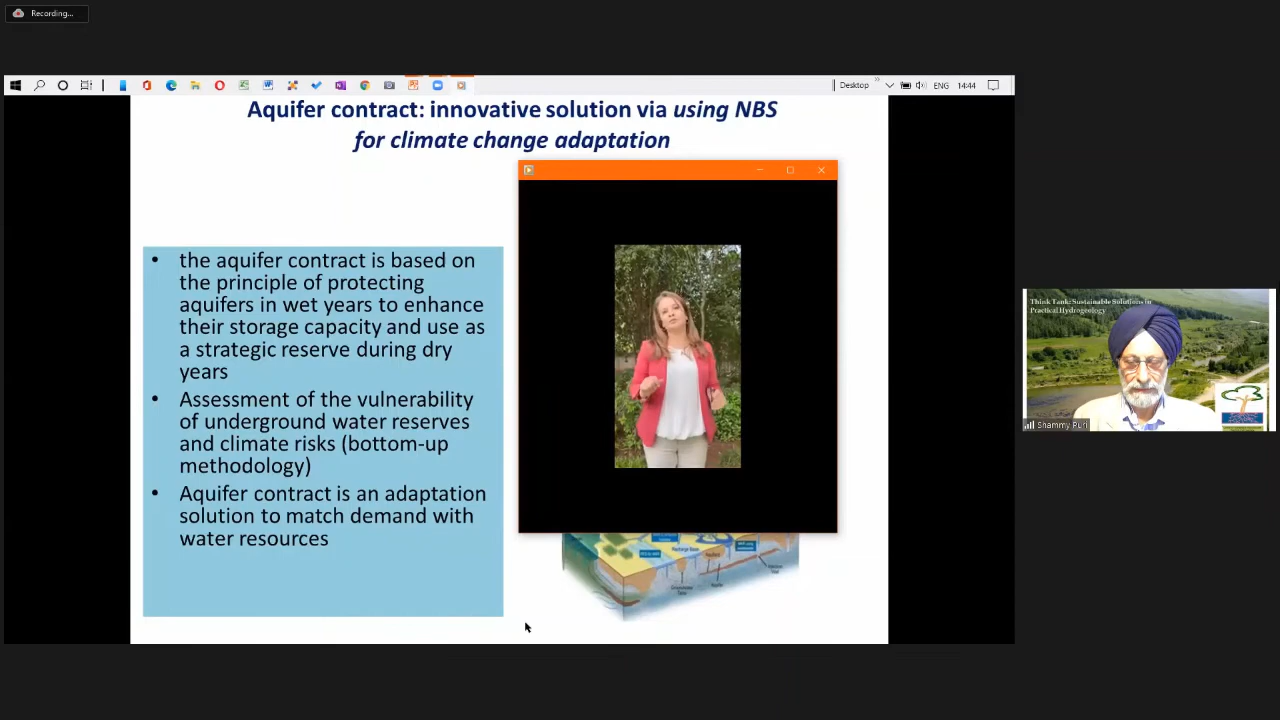 Recording...
Desktop
ENG
14:44
Aquifer contract: innovative solution via using NBS
for climate change adaptation
• the aquifer contract is based on
the principle of protecting
aquifers in wet years to enhance
their storage capacity and use as
a strategic reserve during dry
years
• Assessment of the vulnerability
of underground water reserves
and climate risks (bottom-up
methodology)
• Aquifer contract is an adaptation
solution to match demand with
water resources
Think Tank: Sustainable Solutions in
Practical Hydrogeology
Shammy Puri